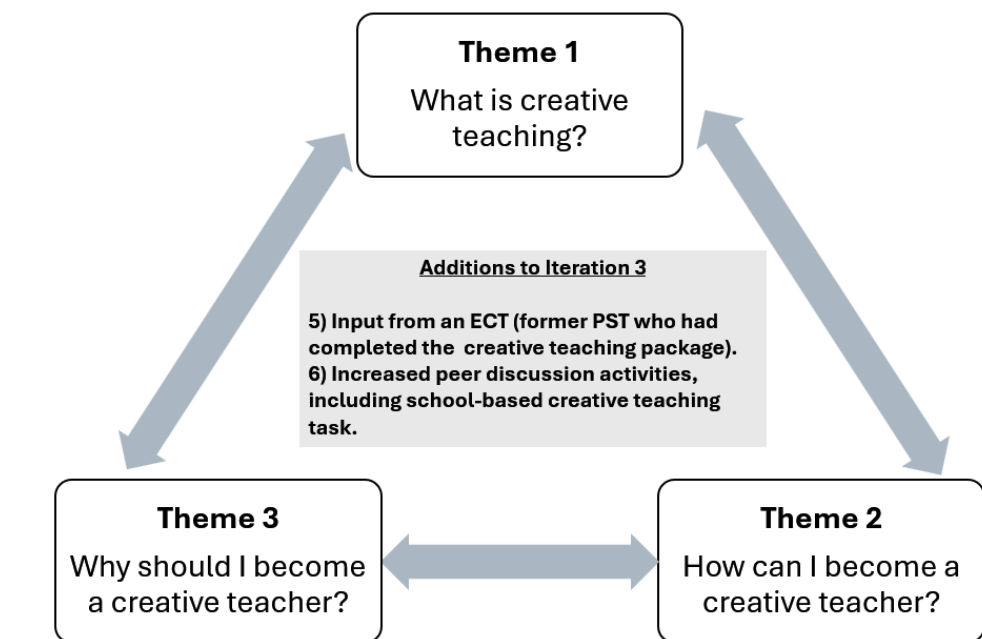 Theme 1
What is creative
teaching?
Additions to Iteration 3
5) Input from an ECT (former PST who had
completed the  creative teaching package).
6) Increased peer discussion activities,
including school-based creative teaching
task.
Theme 3
Why should I become
a creative teacher?
Theme 2
How can I become a
creative teacher?